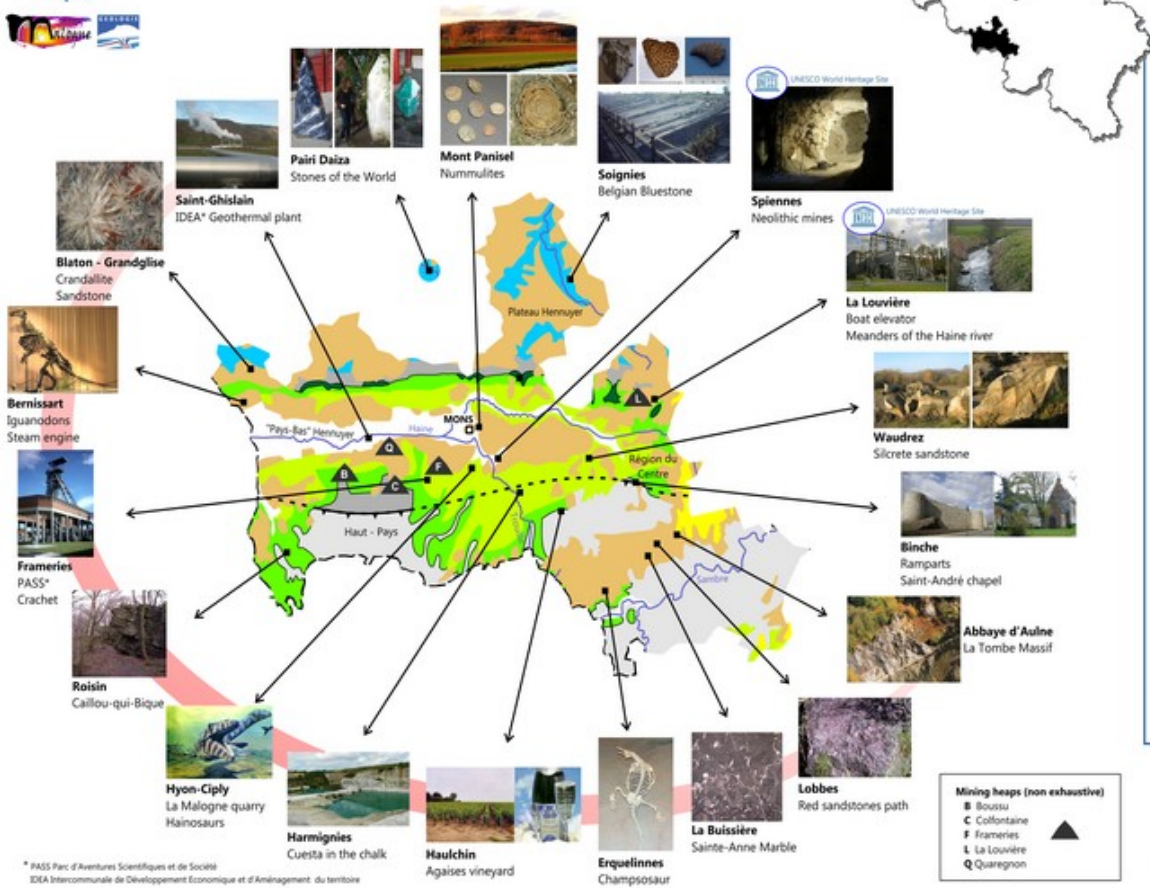 Malogne
GEOLOGIE
UNESCO World Heritage Site
Pairi Daiza
Stones of the World
Mont Panisel
Nummulites
Soignies
Belgian Bluestone
Spiennes
Neolithic mines
Saint-Ghislain
IDEA* Geothermal plant
UNESCO World Heritage Site
Blaton - Grandglise
Crandallite
Sandstone
La Louvière
Boat elevator
Meanders of the Haine river
Plateau Hennuyer
Bernissart
Iguanodons
Steam engine
L
Waudrez
Silcrete sandstone
MONS
"Pays-Bas" Hennuyer
Haine
Q
Région du
Centre
B
F
C
Haut - Pays
Frameries
PASS*
Crachet
Binche
Ramparts
Saint-André chapel
Sambre
Abbaye d'Aulne
La Tombe Massif
Roisin
Caillou-qui-Bique
Hyon-Ciply
La Malogne quarry
Hainosaurs
Harmignies
Cuesta in the chalk
Haulchin
Agaises vineyard
Erquelinnes
Champsosaur
La Buissière
Sainte-Anne Marble
Lobbes
Red sandstones path
Mining heaps (non exhaustive)
B Boussu
C Colfontaine
F Frameries
L La Louvière
Q Quaregnon
* PASS Parc d'Aventures Scientifiques et de Société
IDEA Intercommunale de Développement Economique et d'Aménagement du territoire